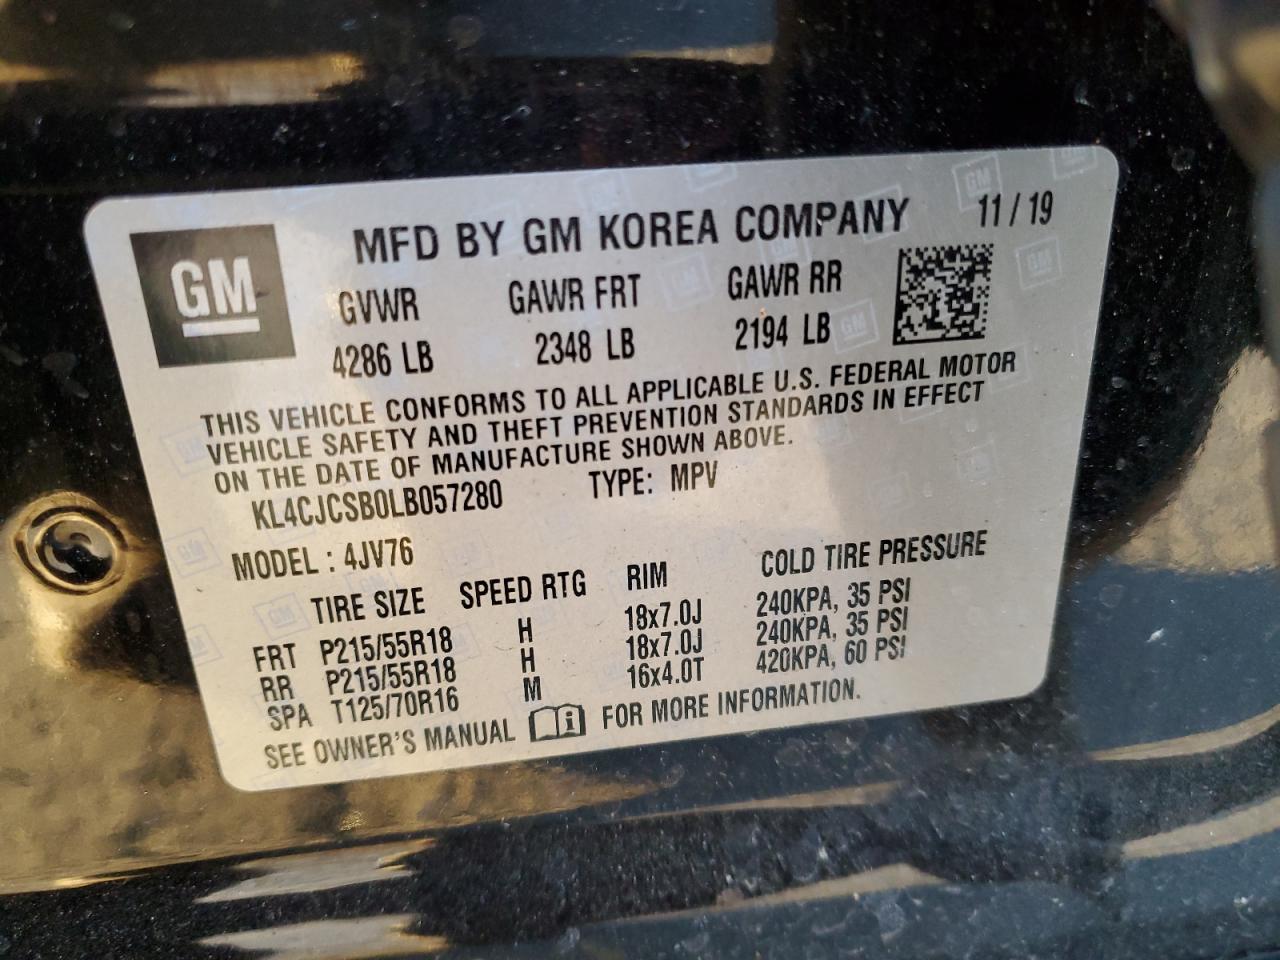 GM
MFD BY GM KOREA COMPANY 11 / 19
GVWR GAWR FRT GAWR RR
4286 LB 2348 LB 2194 LB
THIS VEHICLE CONFORMS TO ALL APPLICABLE U.S. FEDERAL MOTOR
VEHICLE SAFETY AND THEFT PREVENTION STANDARDS IN EFFECT
ON THE DATE OF MANUFACTURE SHOWN ABOVE.
KL4CJCSB0LB057280 TYPE: MPV
MODEL : 4JV76
TIRE SIZE SPEED RTG RIM COLD TIRE PRESSURE
FRT P215/55R18 H 18x7.0J 240KPA, 35 PSI
RR P215/55R18 H 18x7.0J 240KPA, 35 PSI
SPA T125/70R16 M 16x4.0T 420KPA, 60 PSI
SEE OWNER'S MANUAL FOR MORE INFORMATION.